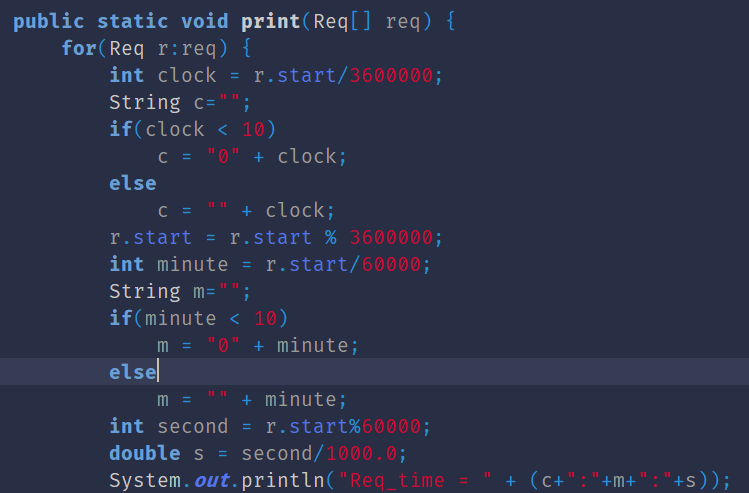 public static void print(Req[] req) {
    for(Req r:req) {
        int clock = r.start/3600000;
        String c="";
        if(clock < 10)
            c = "0" + clock;
        else
            c = "" + clock;
        r.start = r.start % 3600000;
        int minute = r.start/60000;
        String m="";
        if(minute < 10)
            m = "0" + minute;
        else
            m = "" + minute;
        int second = r.start%60000;
        double s = second/1000.0;
        System.out.println("Req_time = " + (c+":"+m+":"+s));